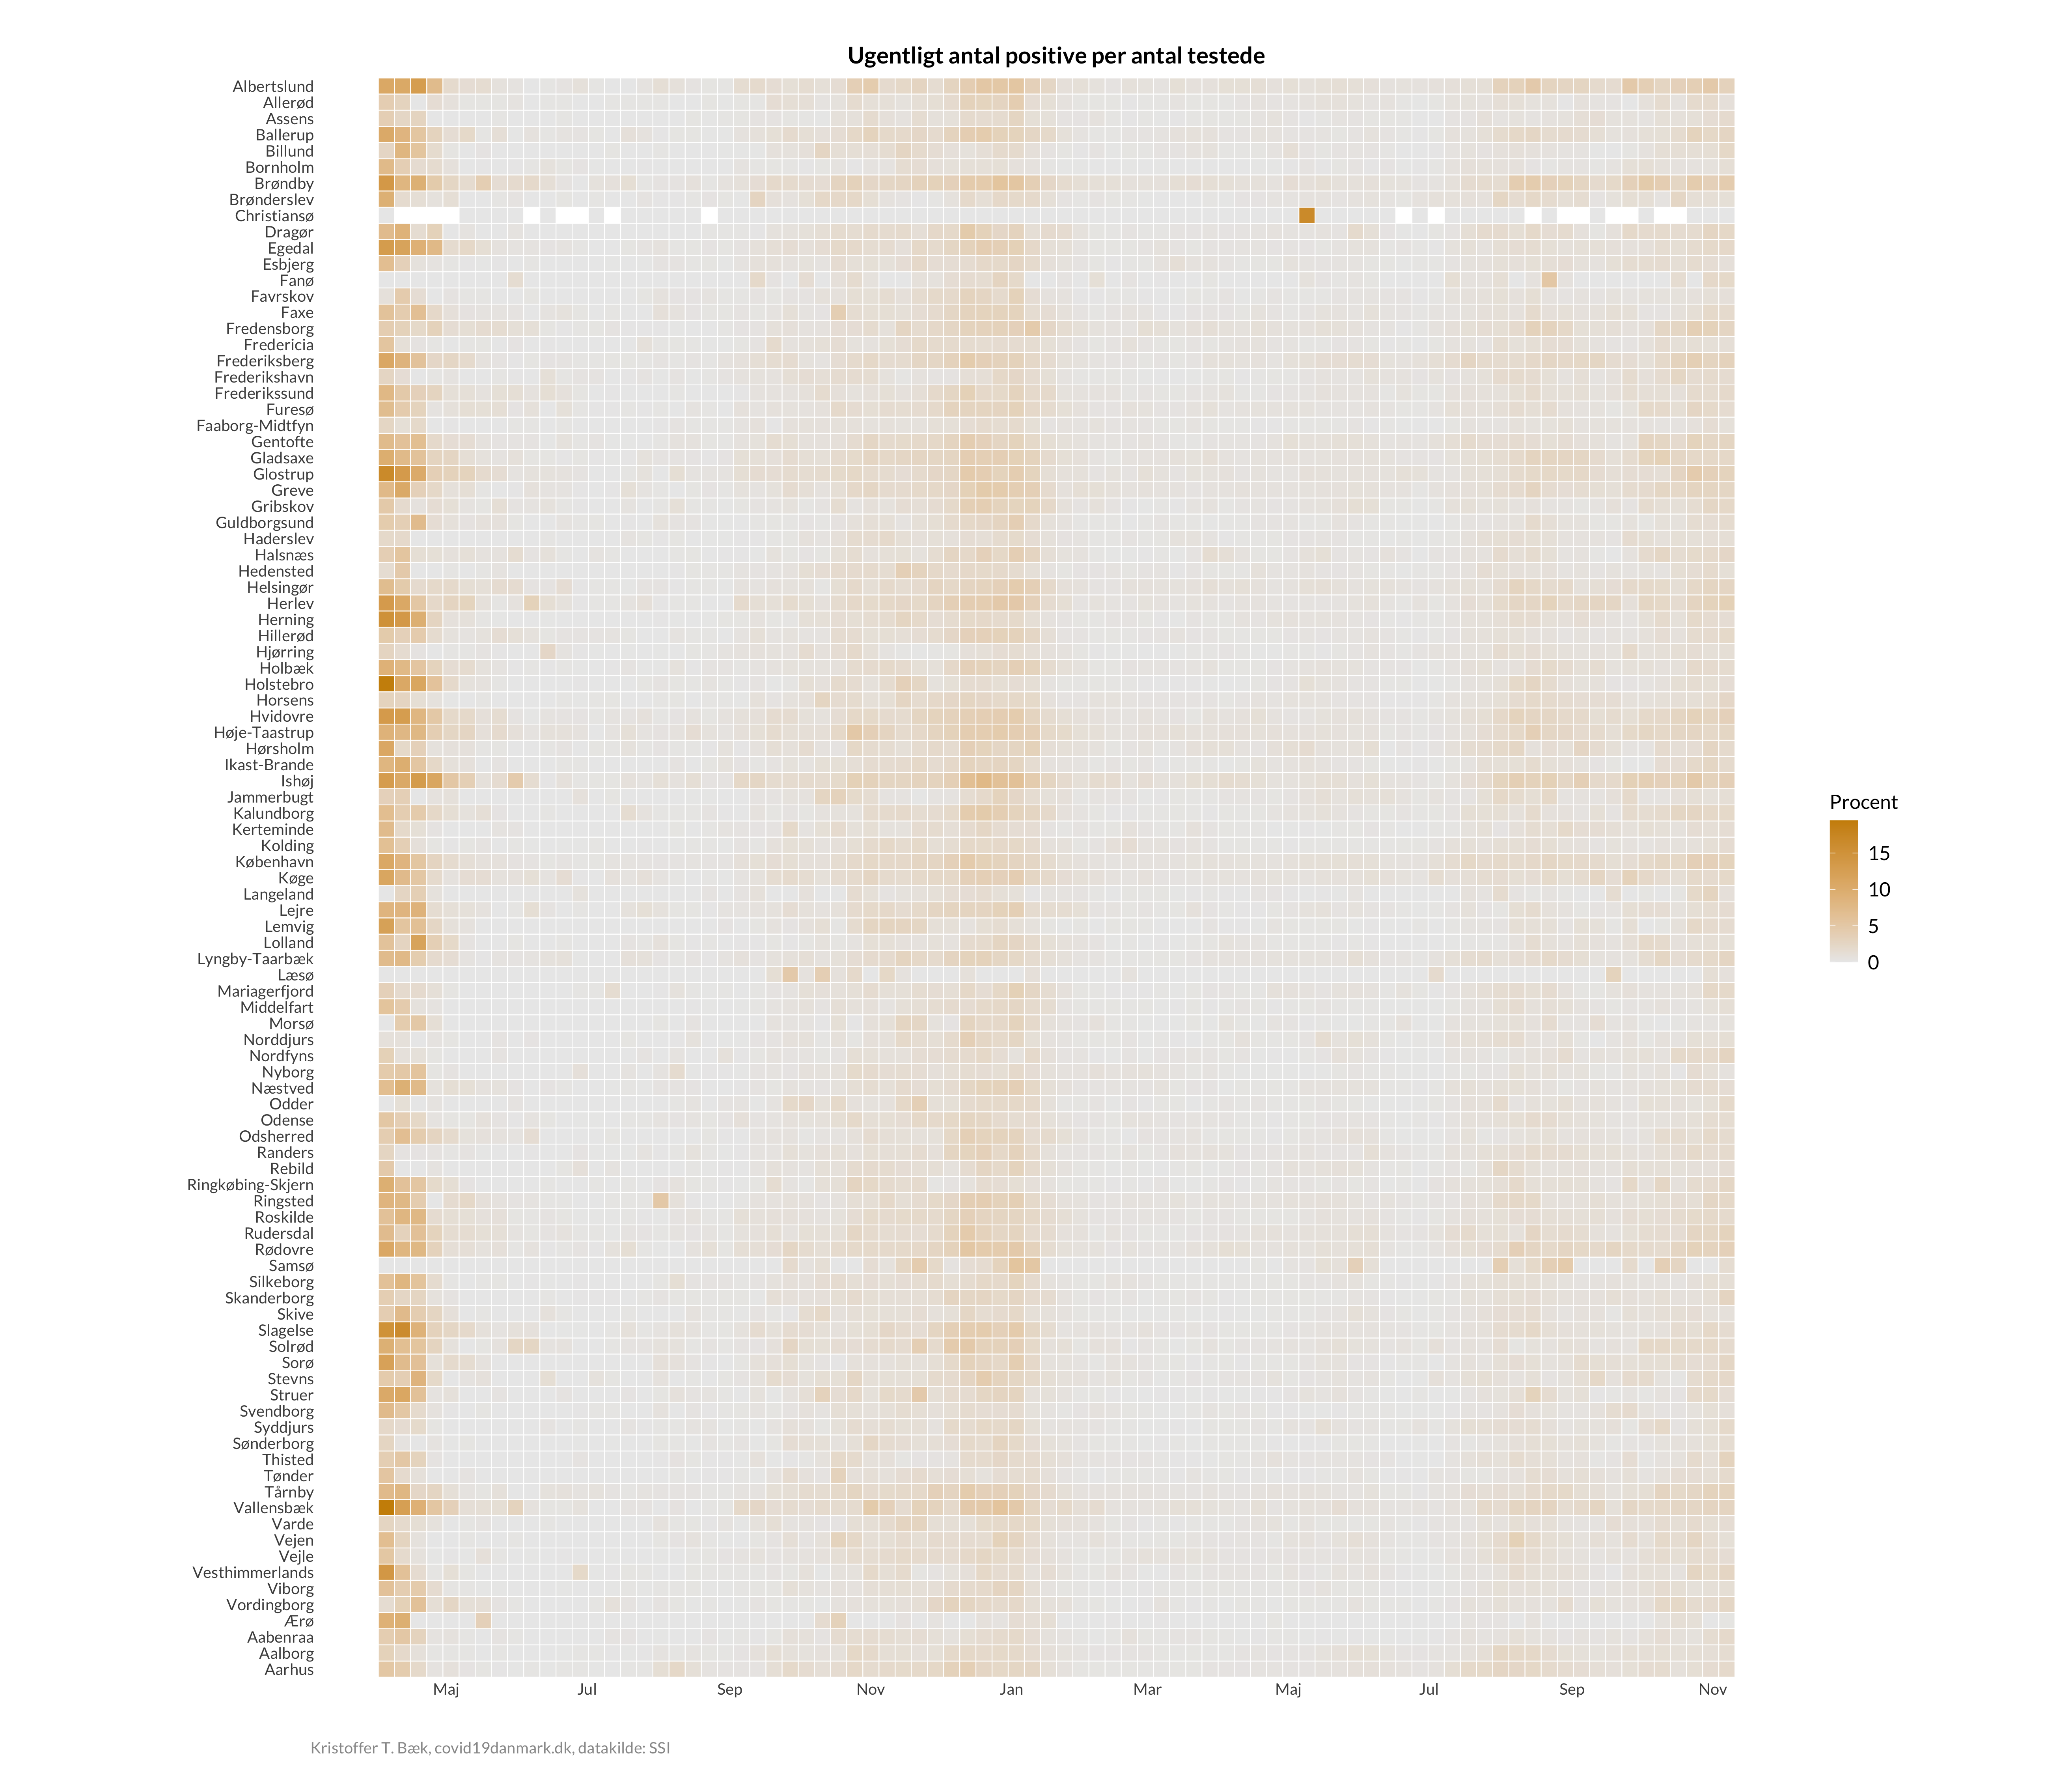 Ugentligt antal positive per antal testede
Albertslund
Allerød
Assens
Ballerup
Billund
Bornholm
Brøndby
Brønderslev
Christiansø
Dragør
Egedal
Esbjerg
Fanø
Favrskov
Faxe
Fredensborg
Fredericia
Frederiksberg
Frederikshavn
Frederikssund
Furesø
Faaborg-Midtfyn
Gentofte
Gladsaxe
Glostrup
Greve
Gribskov
Guldborgsund
Haderslev
Halsnæs
Hedensted
Helsingør
Herlev
Herning
Hillerød
Hjørring
Holbæk
Holstebro
Horsens
Hvidovre
Høje-Taastrup
Hørsholm
Ikast-Brande
Ishøj
Jammerbugt
Kalundborg
Kerteminde
Kolding
København
Køge
Langeland
Lejre
Lemvig
Lolland
Lyngby-Taarbæk
Læsø
Mariagerfjord
Middelfart
Morsø
Norddjurs
Nordfyns
Nyborg
Næstved
Odder
Odense
Odsherred
Randers
Rebild
Ringkøbing-Skjern
Ringsted
Roskilde
Rudersdal
Rødovre
Samsø
Silkeborg
Skanderborg
Skive
Slagelse
Solrød
Sorø
Stevns
Struer
Svendborg
Syddjurs
Sønderborg
Thisted
Tønder
Tårnby
Vallensbæk
Varde
Vejen
Vejle
Vesthimmerlands
Viborg
Vordingborg
Ærø
Aabenraa
Aalborg
Aarhus
Maj Jul Sep Nov Jan Mar Maj Jul Sep Nov
Procent
15
10
5
0
Kristoffer T. Bæk, covid19danmark.dk, datakilde: SSI